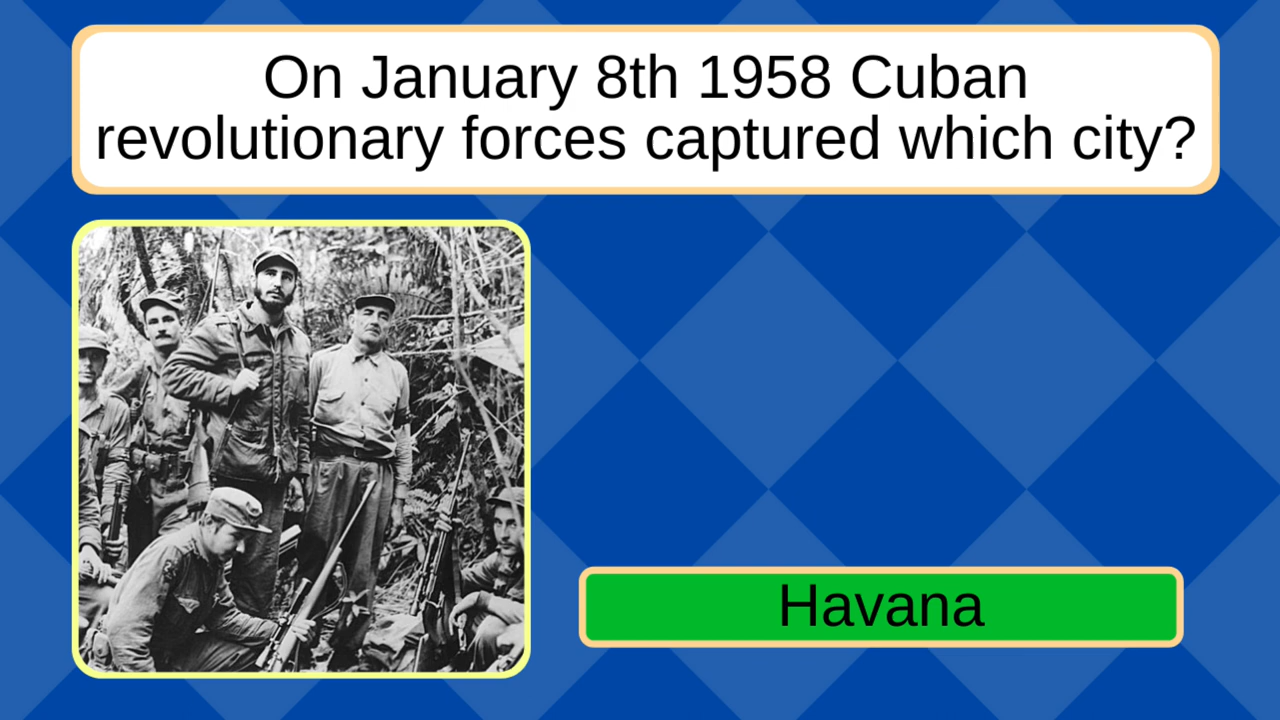 On January 8th 1958 Cuban
revolutionary forces captured which city?
Havana